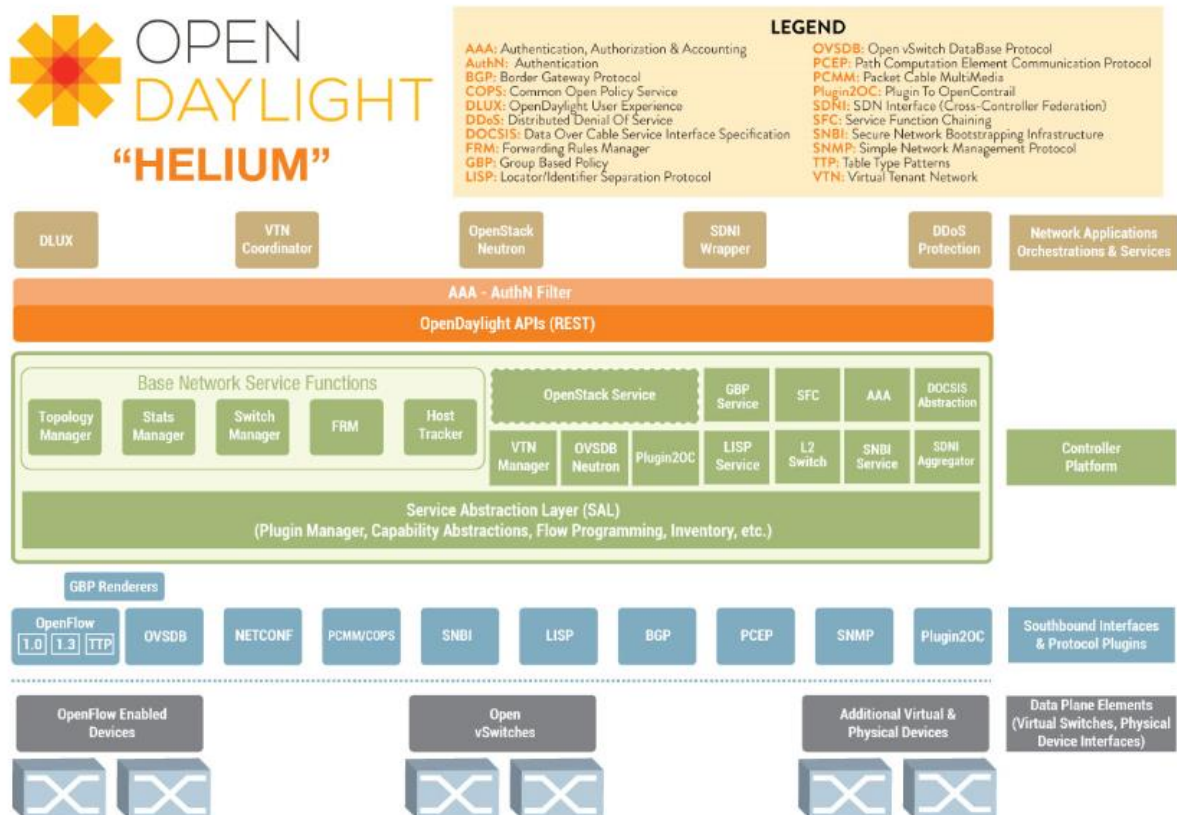 OPEN
DAYLIGHT
“HELIUM”
LEGEND
AAA: Authentication, Authorization & Accounting
AuthN: Authentication
BGP: Border Gateway Protocol
COPS: Common Open Policy Service
DLUX: OpenDaylight User Experience
DDoS: Distributed Denial Of Service
DOCSIS: Data Over Cable Service Interface Specification
FRM: Forwarding Rules Manager
GBP: Group Based Policy
LISP: Locator/Identifier Separation Protocol
OVSDB: Open vSwitch DataBase Protocol
PCEP: Path Computation Element Communication Protocol
PCMM: Packet Cable MultiMedia
Plugin2OC: Plugin To OpenContrail
SDNI: SDN Interface (Cross-Controller Federation)
SFC: Service Function Chaining
SNBI: Secure Network Bootstrapping Infrastructure
SNMP: Simple Network Management Protocol
TTP: Table Type Patterns
VTN: Virtual Tenant Network
DLUX
VTN
Coordinator
OpenStack
Neutron
SDNI
Wrapper
DDoS
Protection
Network Applications
Orchestrations & Services
AAA - AuthN Filter
OpenDaylight APIs (REST)
Base Network Service Functions
Topology
Manager
Stats
Manager
Switch
Manager
FRM
Host
Tracker
OpenStack Service
GBP
Service
SFC
AAA
DOCSIS
Abstraction
VTN
Manager
OVSDB
Neutron
Plugin2OC
LISP
Service
L2
Switch
SNBI
Service
SDNI
Aggregator
Controller
Platform
Service Abstraction Layer (SAL)
(Plugin Manager, Capability Abstractions, Flow Programming, Inventory, etc.)
GBP Renderers
OpenFlow
1.0 1.3 TTP
OVSDB
NETCONF
PCMM/COPS
SNBI
LISP
BGP
PCEP
SNMP
Plugin2OC
Southbound Interfaces
& Protocol Plugins
OpenFlow Enabled
Devices
Open
vSwitches
Additional Virtual &
Physical Devices
Data Plane Elements
(Virtual Switches, Physical
Device Interfaces)